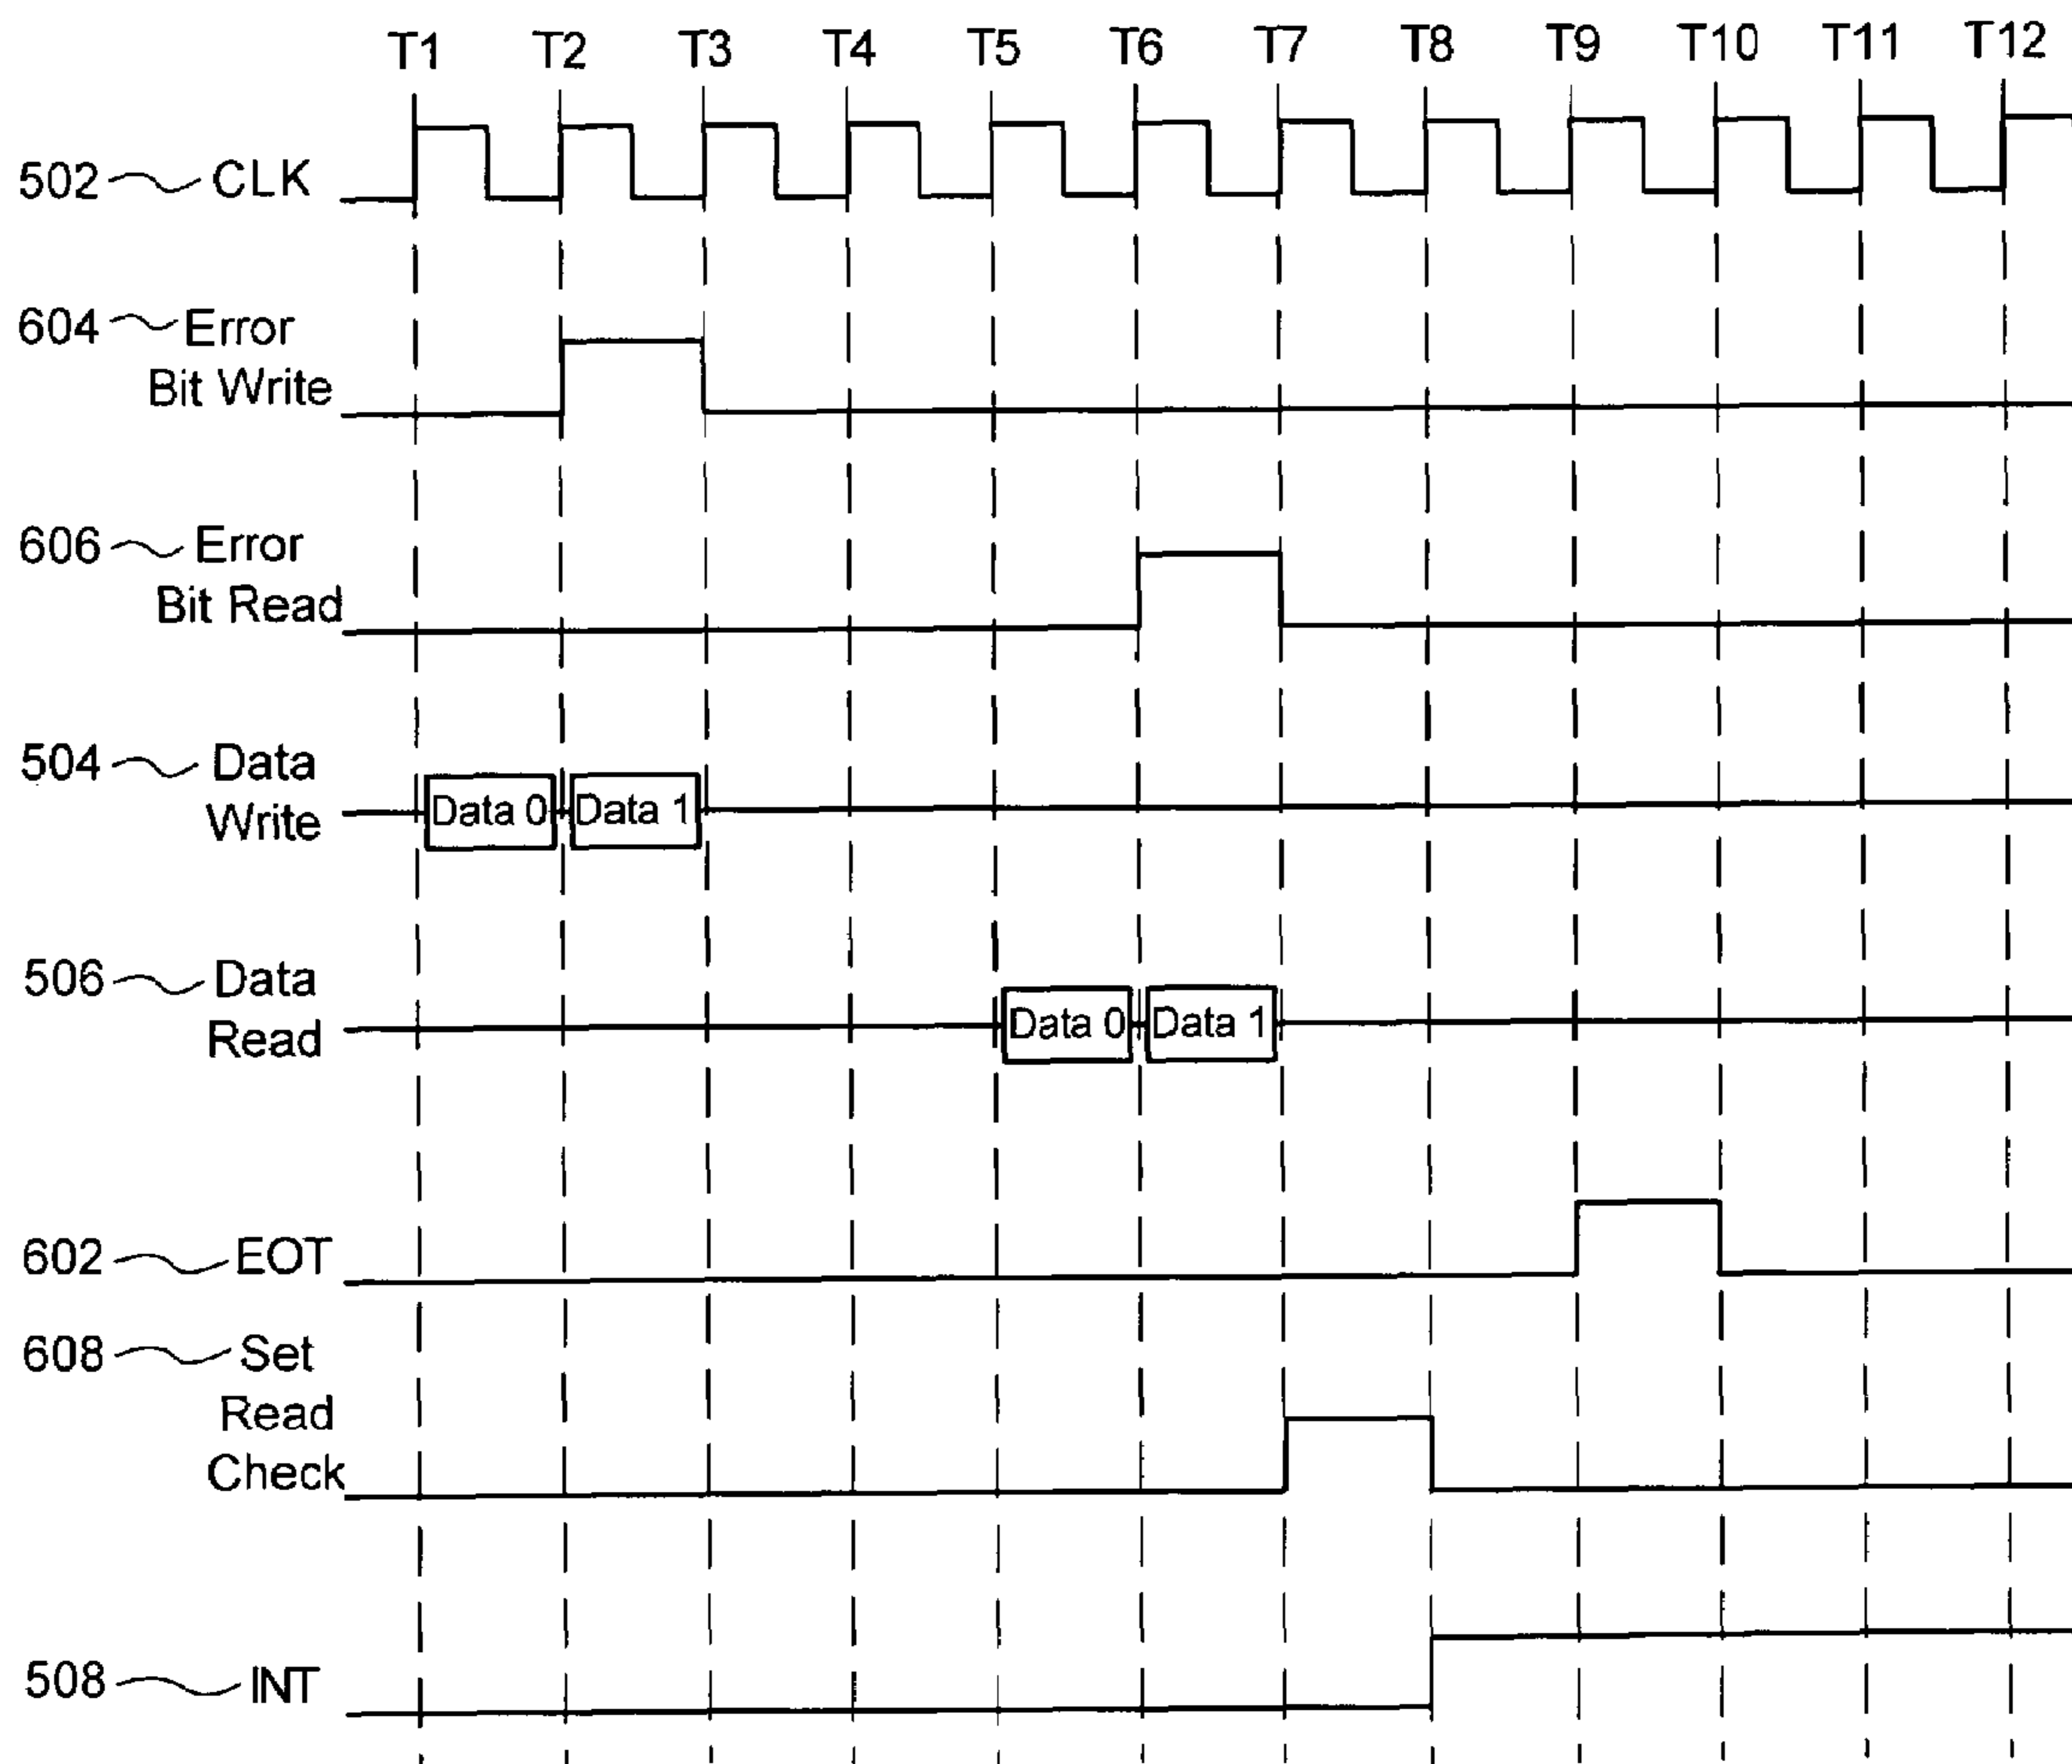 T1 T2 T3 T4 T5 T6 T7 T8 T9 T10 T11 T12
502 CLK
604 Error
Bit Write
606 Error
Bit Read
504 Data
Write
Data 0 Data 1
506 Data
Read
Data 0 Data 1
602 EOT
608 Set
Read
Check
508 INT